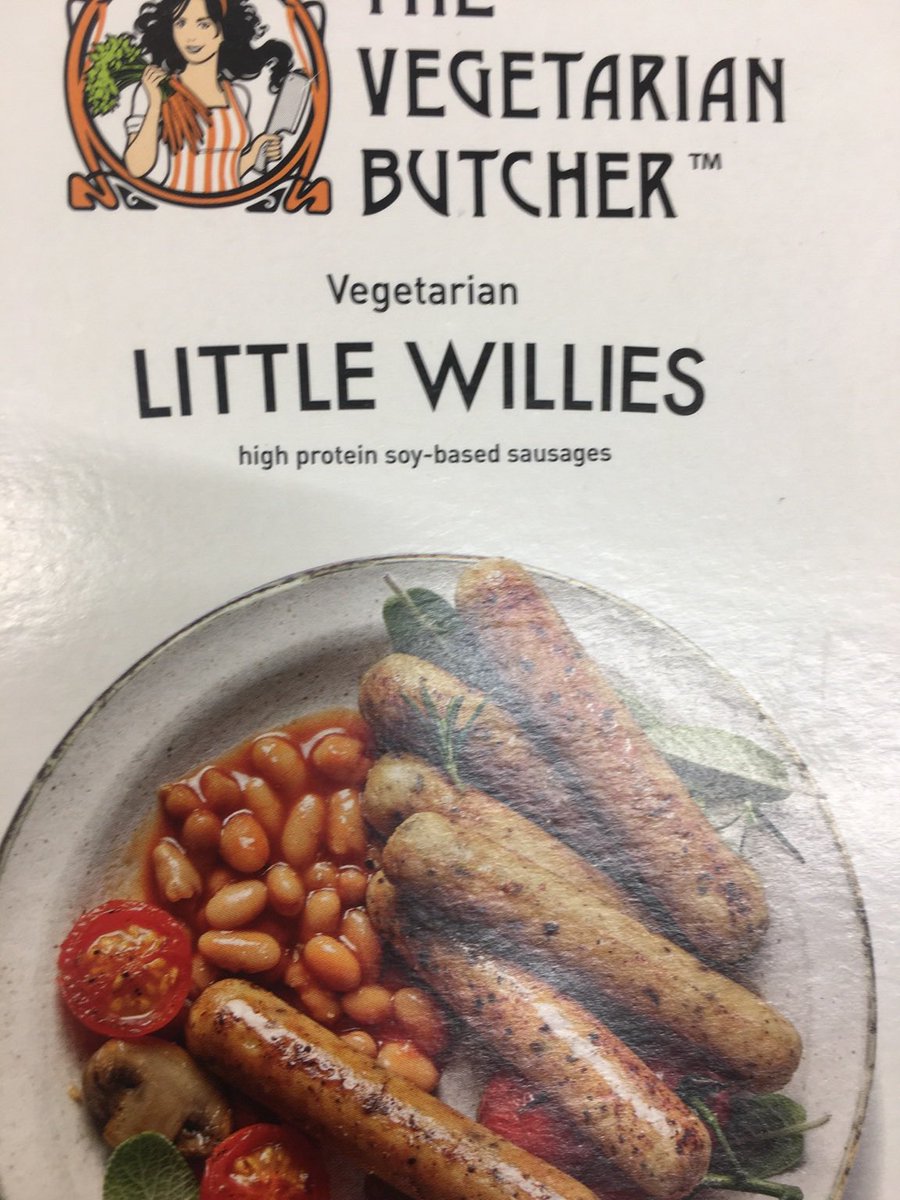 THE
VEGETARIAN
BUTCHER™
Vegetarian
LITTLE WILLIES
high protein soy-based sausages